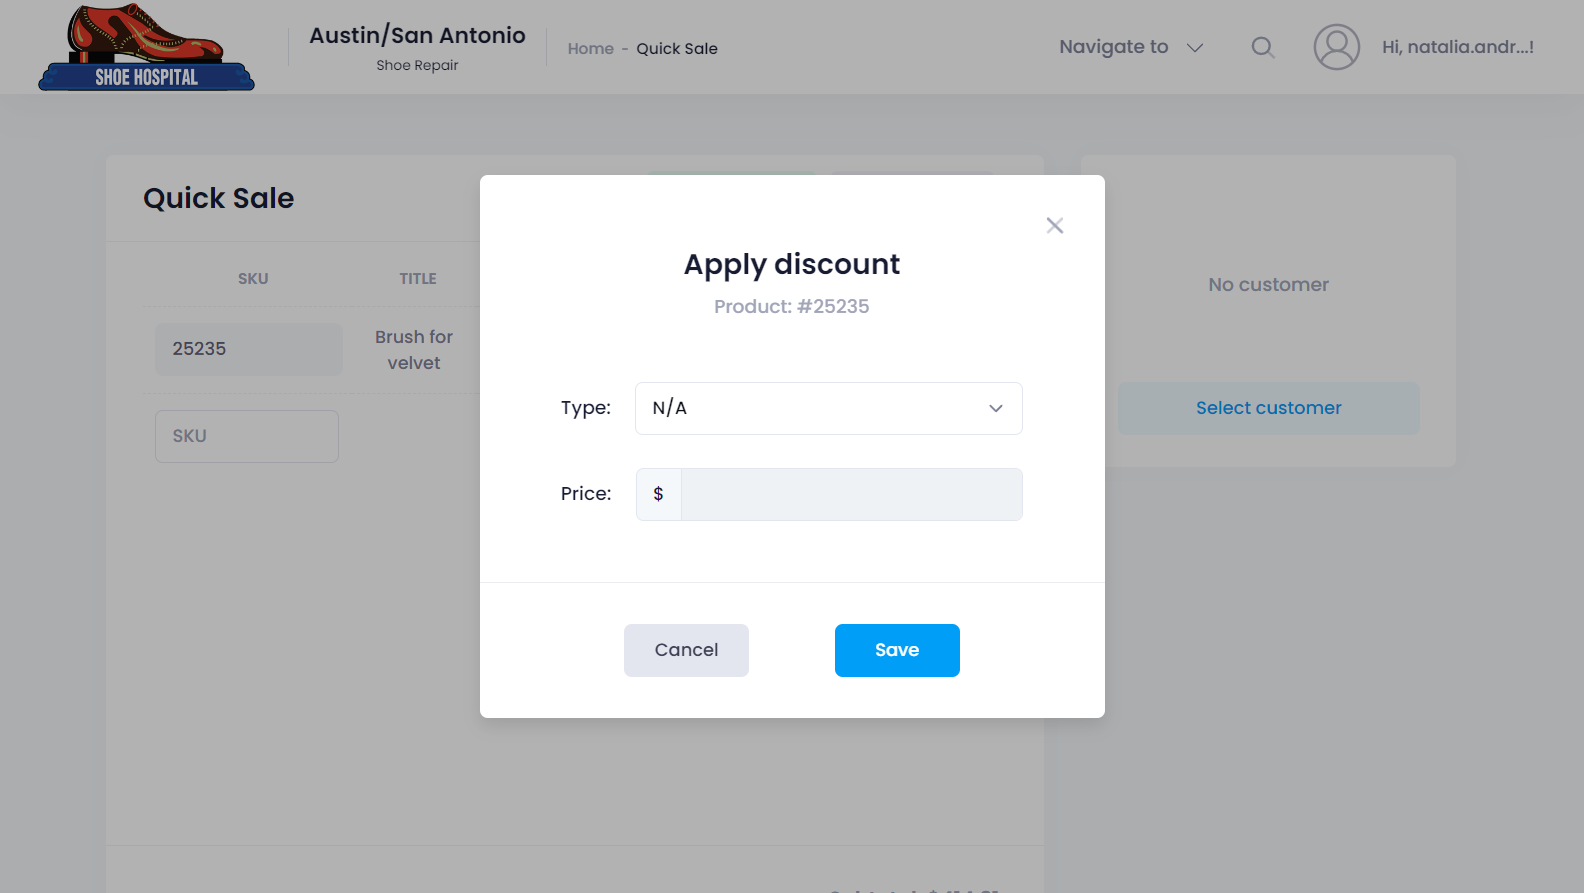 SHOE HOSPITAL
Austin/San Antonio
Shoe Repair
Home - Quick Sale
Navigate to
Hi, natalia.andr...!
Quick Sale
SKU TITLE
25235
Brush for
velvet
SKU
Apply discount
Product: #25235
Type: N/A
Price: $
Cancel
Save
No customer
Select customer